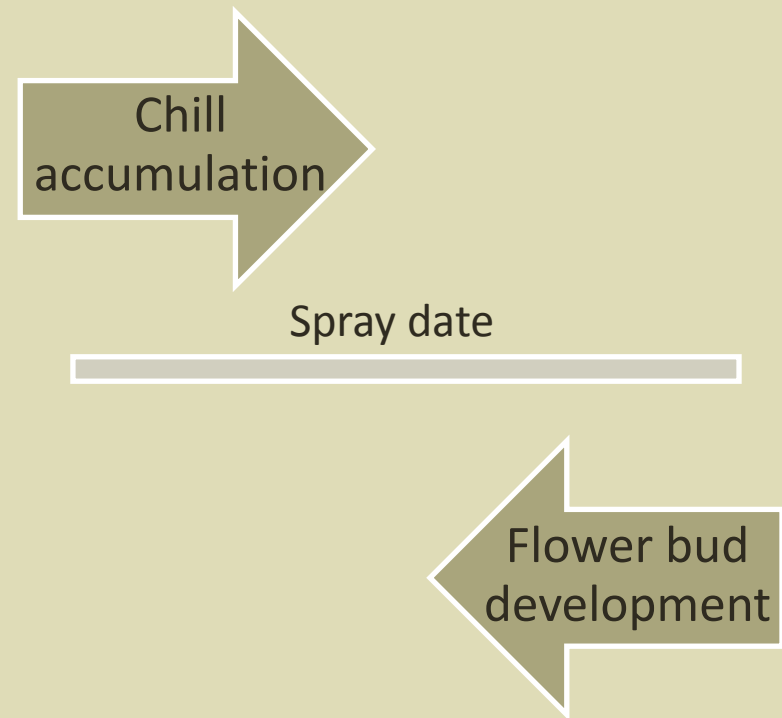 Chill
accumulation
Spray date
Flower bud
development